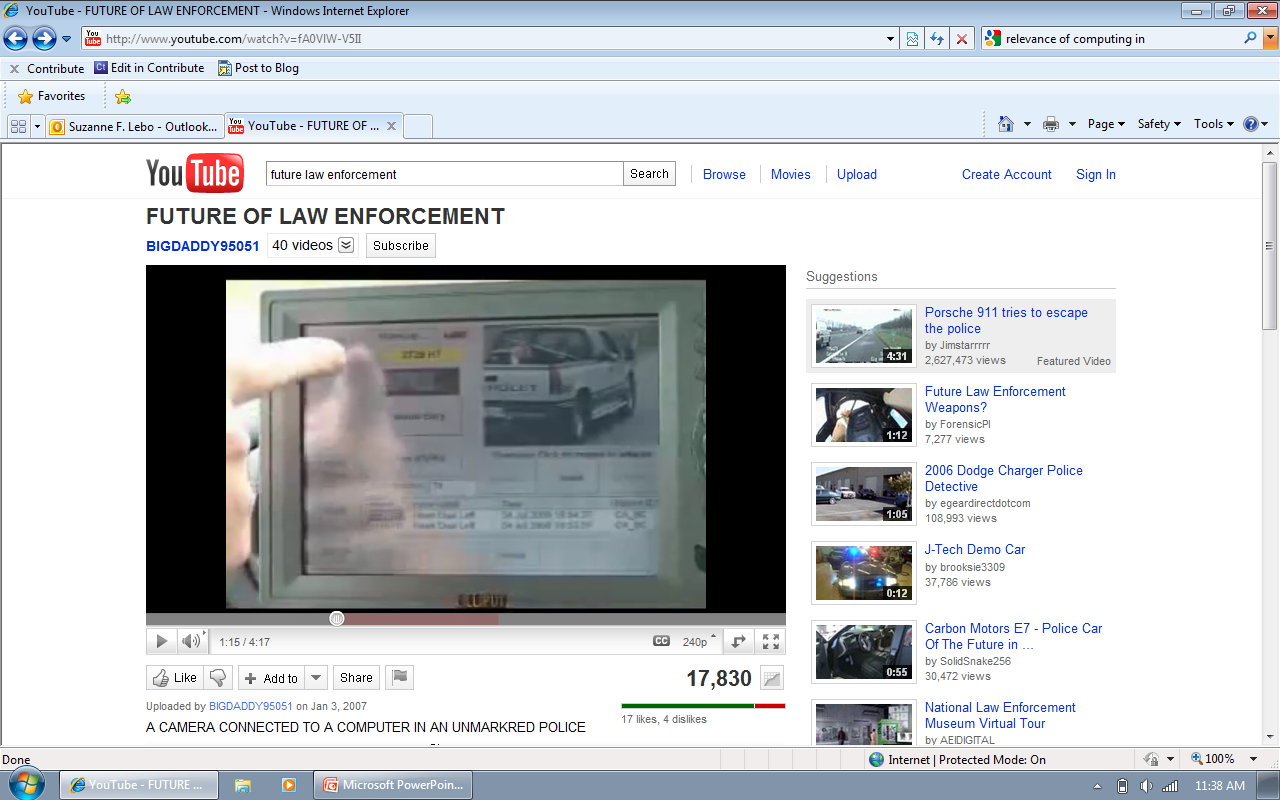 YouTube - FUTURE OF LAW ENFORCEMENT - Windows Internet Explorer
http://www.youtube.com/watch?v=fA0VIW-V5II
relevance of computing in
Contribute Edit in Contribute Post to Blog
Favorites
Suzanne F. Lebo - Outlook... YouTube - FUTURE OF ... Page Safety Tools
YouTube future law enforcement Search Browse Movies Upload Create Account Sign In
FUTURE OF LAW ENFORCEMENT
BIGDADDY95051 40 videos Subscribe
Suggestions
Porsche 911 tries to escape
the police
by Jimstarrrrr
2,627,473 views Featured Video
4:31
Future Law Enforcement
Weapons?
by ForensicPI
7,277 views
1:12
2006 Dodge Charger Police
Detective
by egeardirectdotcom
108,993 views
1:05
J-Tech Demo Car
by brooksie3309
37,786 views
0:12
Carbon Motors E7 - Police Car
Of The Future in ...
by SolidSnake256
30,472 views
0:55
National Law Enforcement
Museum Virtual Tour
by AEIDIGITAL
1:15 / 4:17 CC 240p
Like Add to Share 17,830
Uploaded by BIGDADDY95051 on Jan 3, 2007
17 likes, 4 dislikes
A CAMERA CONNECTED TO A COMPUTER IN AN UNMARKRED POLICE
Done Internet | Protected Mode: On 100%
YouTube - FUTURE ... Microsoft PowerPoin... 11:38 AM